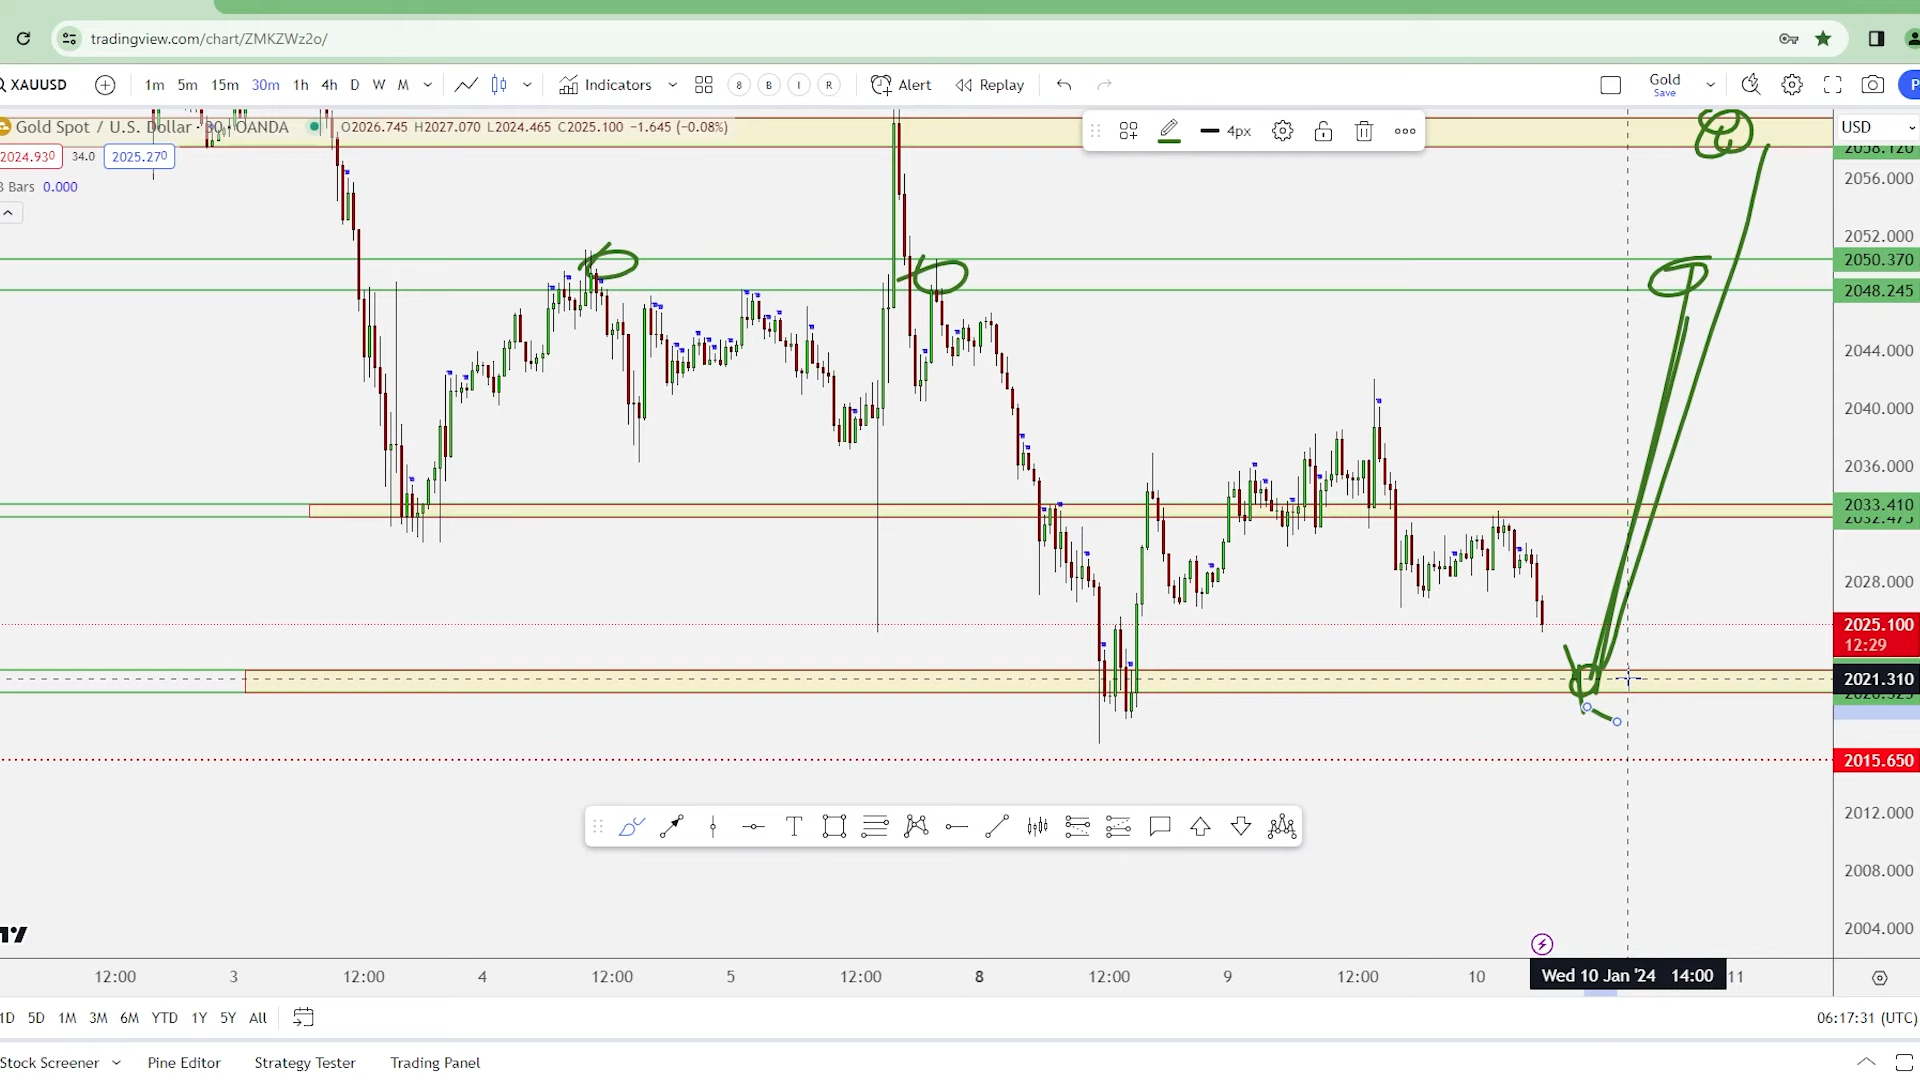 tradingview.com/chart/ZMKZWz2o/
XAUUSD 1m 5m 15m 30m 1h 4h D W M Indicators 8 B I R Alert Replay Gold
Save
Gold Spot / U.S. Dollar · 30 · OANDA O2026.745 H2027.070 L2024.465 C2025.100 −1.645 (−0.08%)
4px
USD
2024.930 34.0 2025.270
Bars 0.000
2058.120
2056.000
2052.000
2050.370
2048.245
2044.000
2040.000
2036.000
2033.410
2032.475
2028.000
2025.100
12:29
2021.310
2015.650
2012.000
2008.000
2004.000
12:00 3 12:00 4 12:00 5 12:00 8 12:00 9 12:00 10 Wed 10 Jan '24 14:00 11
1D 5D 1M 3M 6M YTD 1Y 5Y All 06:17:31 (UTC)
Stock Screener Pine Editor Strategy Tester Trading Panel